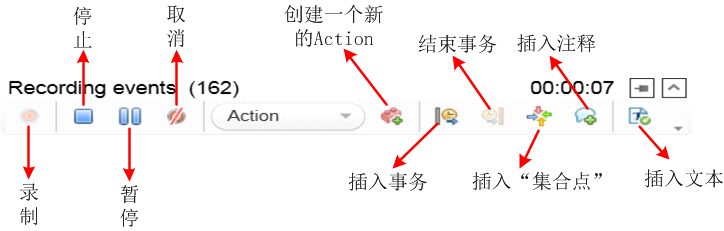 停止
取消
创建一个新
的Action
结束事务
插入注释
Recording events (162)
00:00:07
Action
录制
暂停
插入事务
插入“集合点”
插入文本